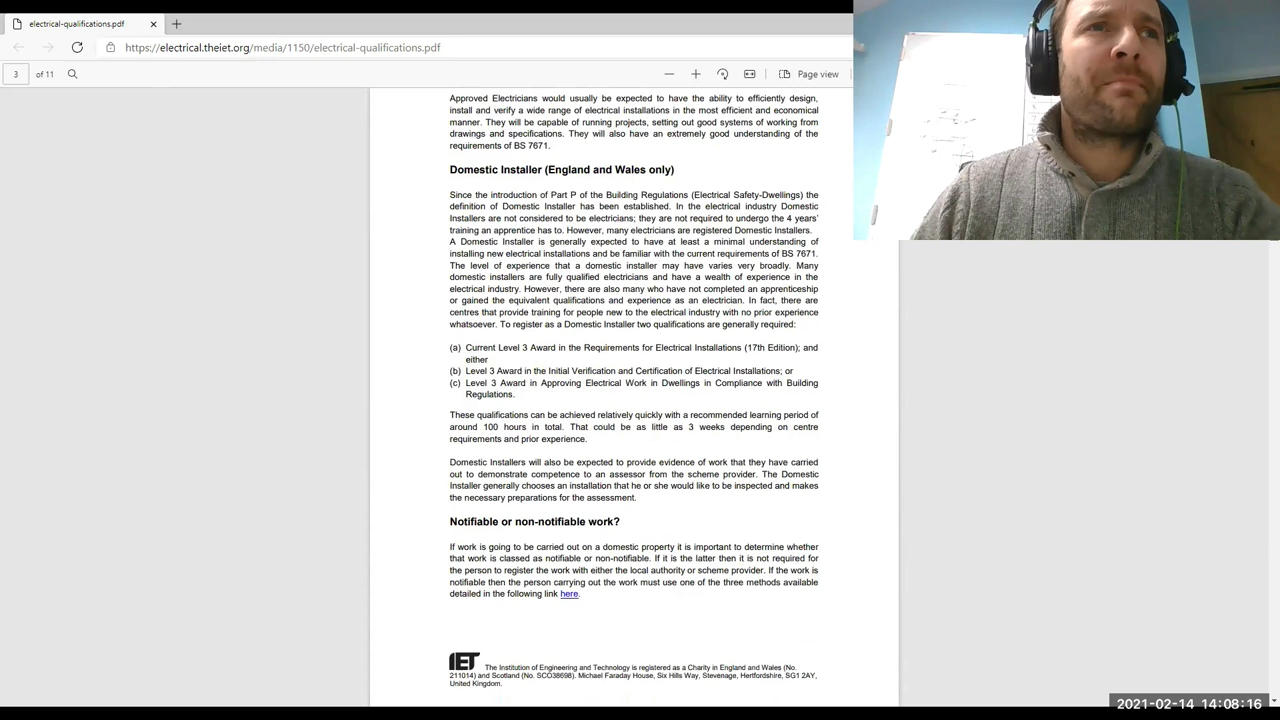 electrical-qualifications.pdf
https://electrical.theiet.org/media/1150/electrical-qualifications.pdf
3 of 11
Page view
Approved Electricians would usually be expected to have the ability to efficiently design,
install and verify a wide range of electrical installations in the most efficient and economical
manner. They will be capable of running projects, setting out good systems of working from
drawings and specifications. They will also have an extremely good understanding of the
requirements of BS 7671.
Domestic Installer (England and Wales only)
Since the introduction of Part P of the Building Regulations (Electrical Safety-Dwellings) the
definition of Domestic Installer has been established. In the electrical industry Domestic
Installers are not considered to be electricians; they are not required to undergo the 4 years'
training an apprentice has to. However, many electricians are registered Domestic Installers.
A Domestic Installer is generally expected to have at least a minimal understanding of
installing new electrical installations and be familiar with the current requirements of BS 7671.
The level of experience that a domestic installer may have varies very broadly. Many
domestic installers are fully qualified electricians and have a wealth of experience in the
electrical industry. However, there are also many who have not completed an apprenticeship
or gained the equivalent qualifications and experience as an electrician. In fact, there are
centres that provide training for people new to the electrical industry with no prior experience
whatsoever. To register as a Domestic Installer two qualifications are generally required:
(a) Current Level 3 Award in the Requirements for Electrical Installations (17th Edition); and
either
(b) Level 3 Award in the Initial Verification and Certification of Electrical Installations; or
(c) Level 3 Award in Approving Electrical Work in Dwellings in Compliance with Building
Regulations.
These qualifications can be achieved relatively quickly with a recommended learning period of
around 100 hours in total. That could be as little as 3 weeks depending on centre
requirements and prior experience.
Domestic Installers will also be expected to provide evidence of work that they have carried
out to demonstrate competence to an assessor from the scheme provider. The Domestic
Installer generally chooses an installation that he or she would like to be inspected and makes
the necessary preparations for the assessment.
Notifiable or non-notifiable work?
If work is going to be carried out on a domestic property it is important to determine whether
that work is classed as notifiable or non-notifiable. If it is the latter then it is not required for
the person to register the work with either the local authority or scheme provider. If the work is
notifiable then the person carrying out the work must use one of the three methods available
detailed in the following link here.
IET The Institution of Engineering and Technology is registered as a Charity in England and Wales (No.
211014) and Scotland (No. SCO38698). Michael Faraday House, Six Hills Way, Stevenage, Hertfordshire, SG1 2AY,
United Kingdom.
2021-02-14 14:08:16